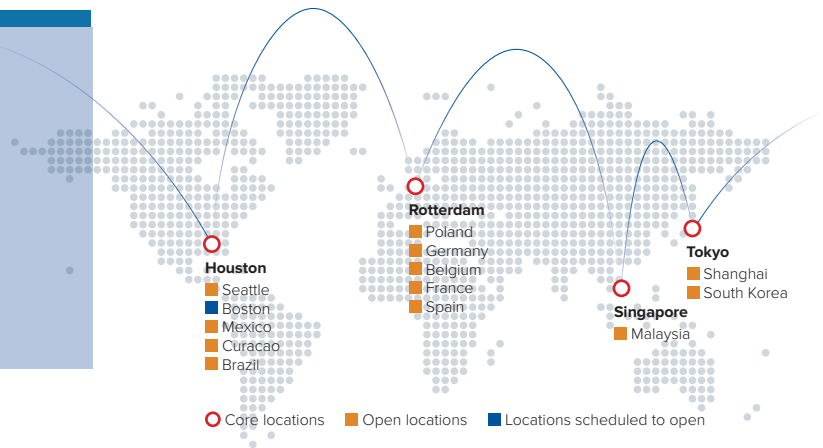 Rotterdam
Poland
Germany
Belgium
France
Spain
Houston
Seattle
Boston
Mexico
Curacao
Brazil
Tokyo
Shanghai
South Korea
Singapore
Malaysia
Core locations Open locations Locations scheduled to open